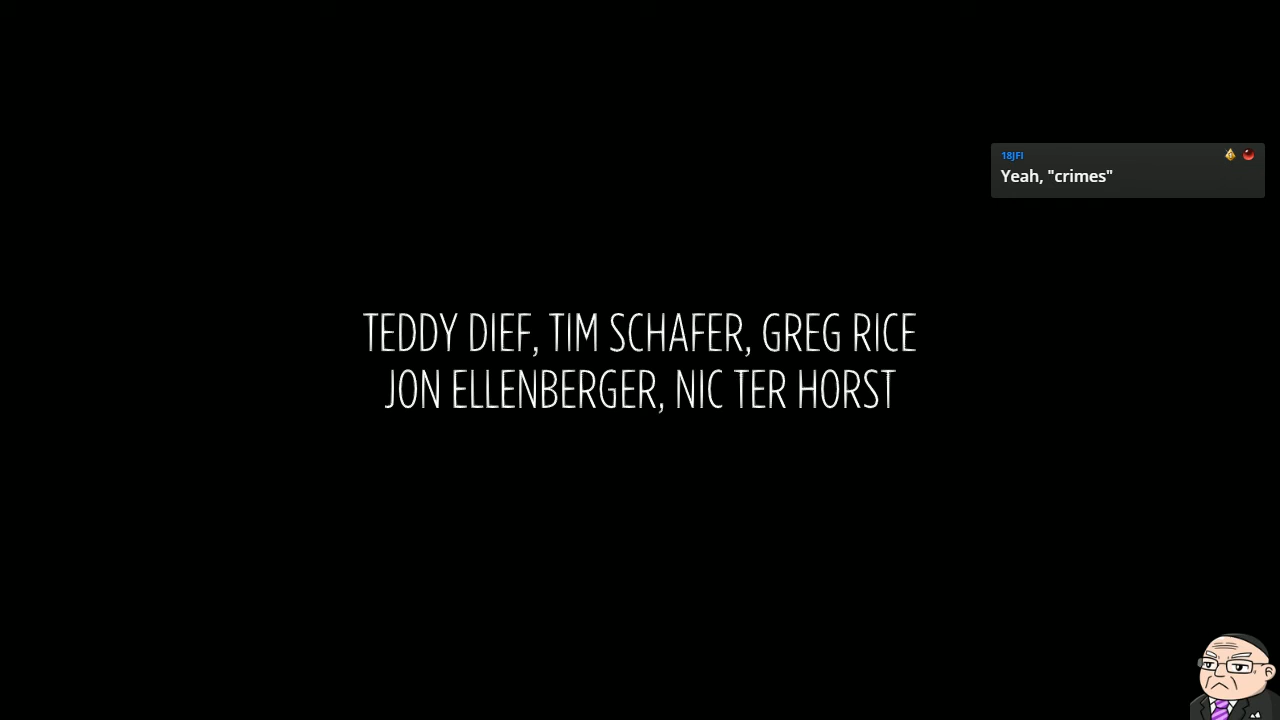 18JFI
Yeah, "crimes"
TEDDY DIEF, TIM SCHAFER, GREG RICE
JON ELLENBERGER, NIC TER HORST